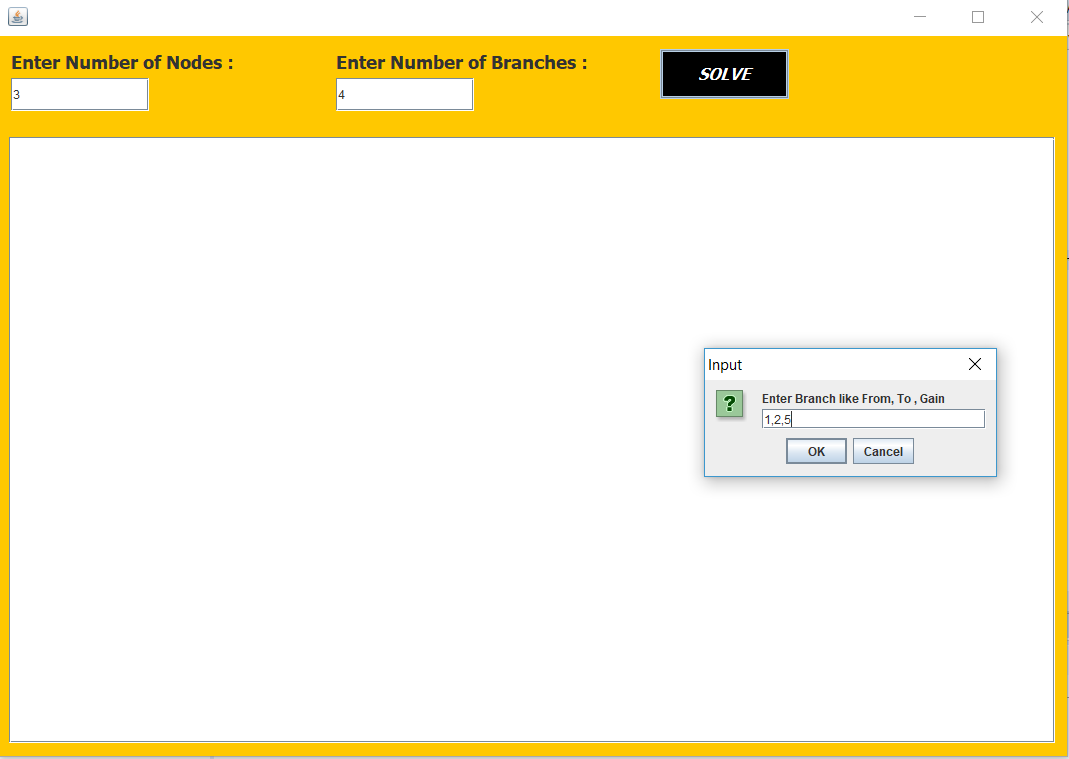 Enter Number of Nodes :
Enter Number of Branches :
SOLVE
3
4
Input
?
Enter Branch like From, To , Gain
1,2,5
OK
Cancel